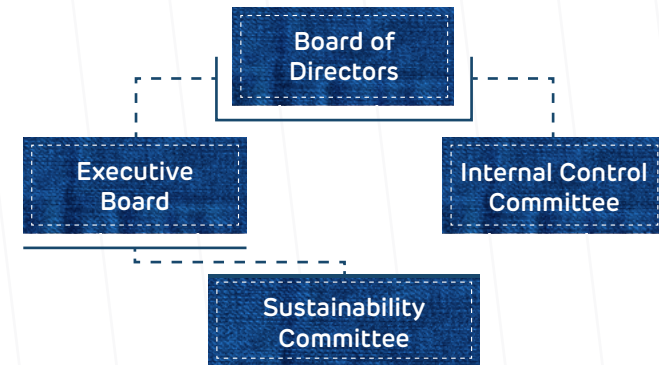 Board of
Directors
Executive
Board
Internal Control
Committee
Sustainability
Committee